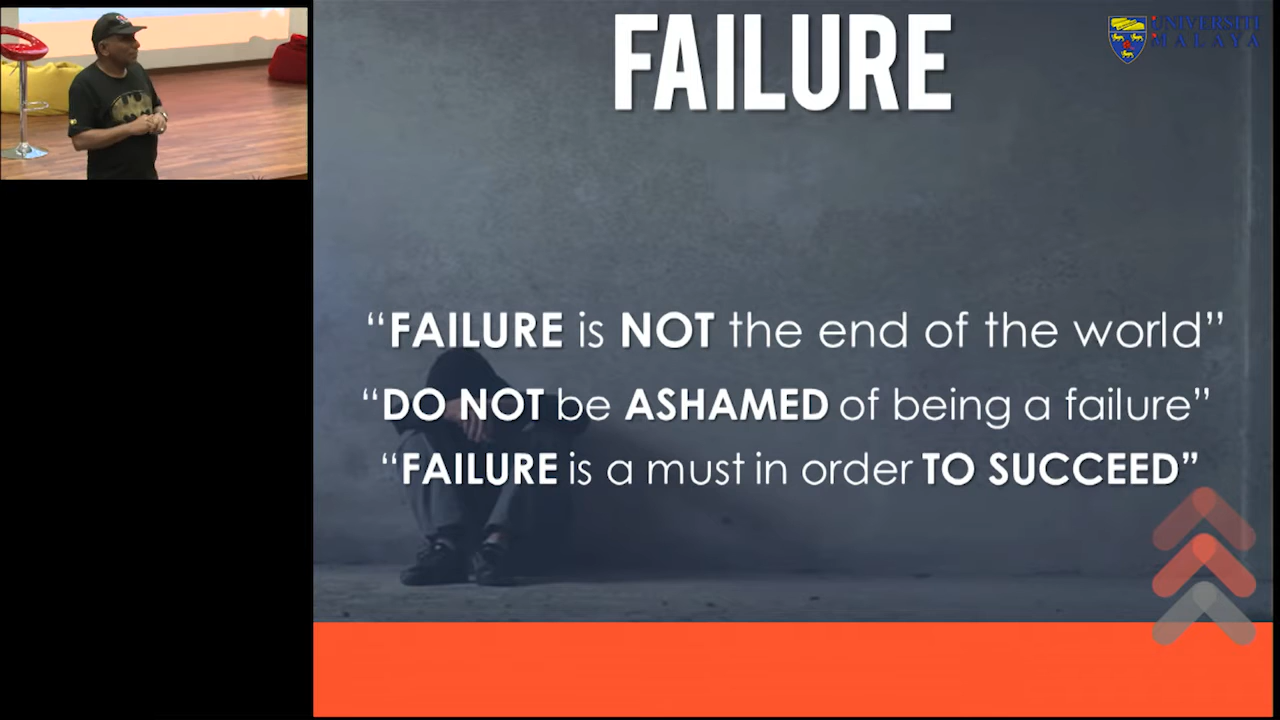 FAILURE
UNIVERSITI
MALAYA
“FAILURE is NOT the end of the world”
“DO NOT be ASHAMED of being a failure”
“FAILURE is a must in order TO SUCCEED”